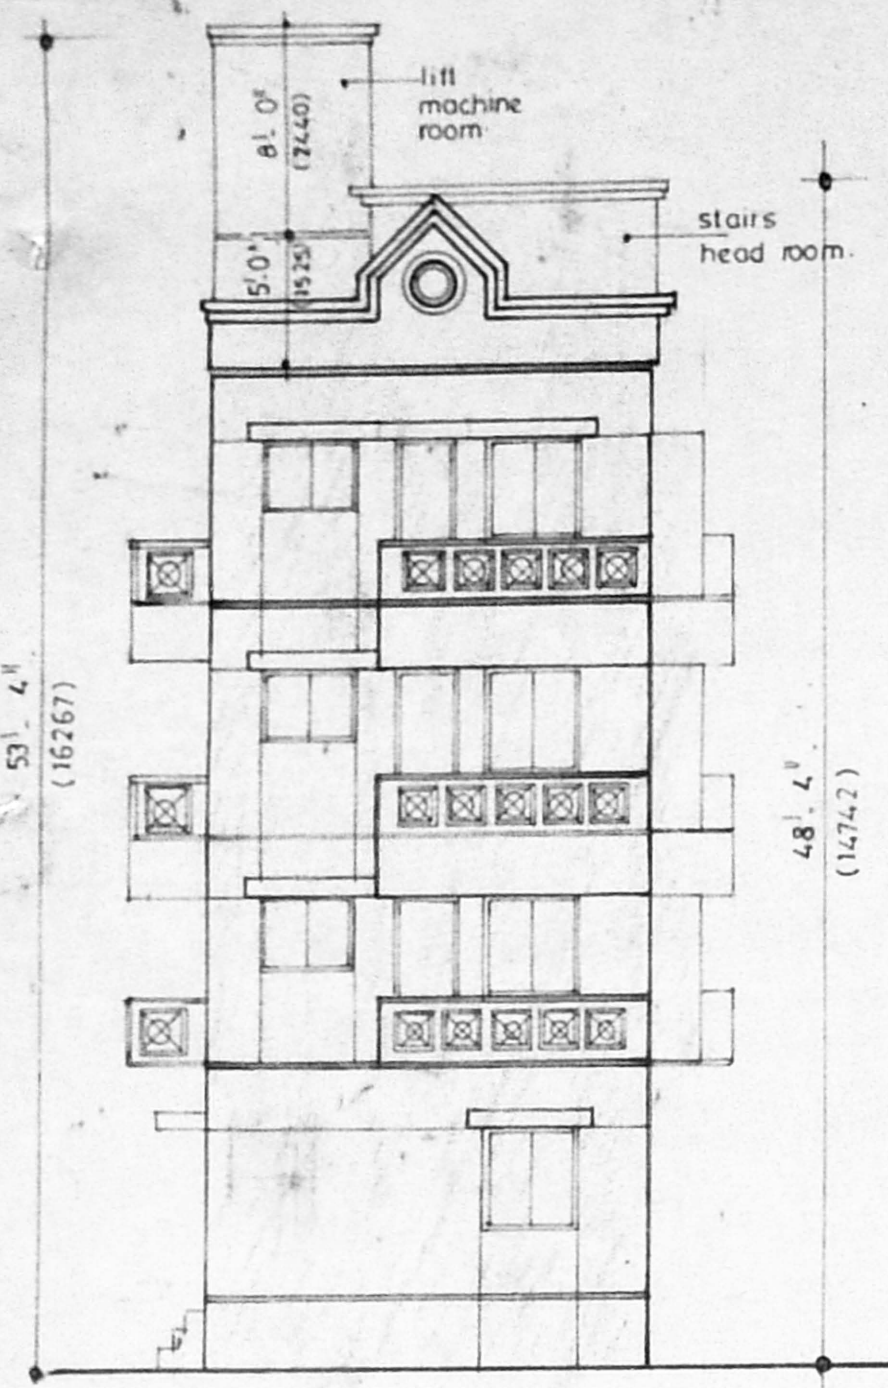 lift
machine
room
8'- 0"
(2440)
stairs
head room.
5'.0"
(1525)
53'- 4"
(16267)
48'- 4"
(14742)